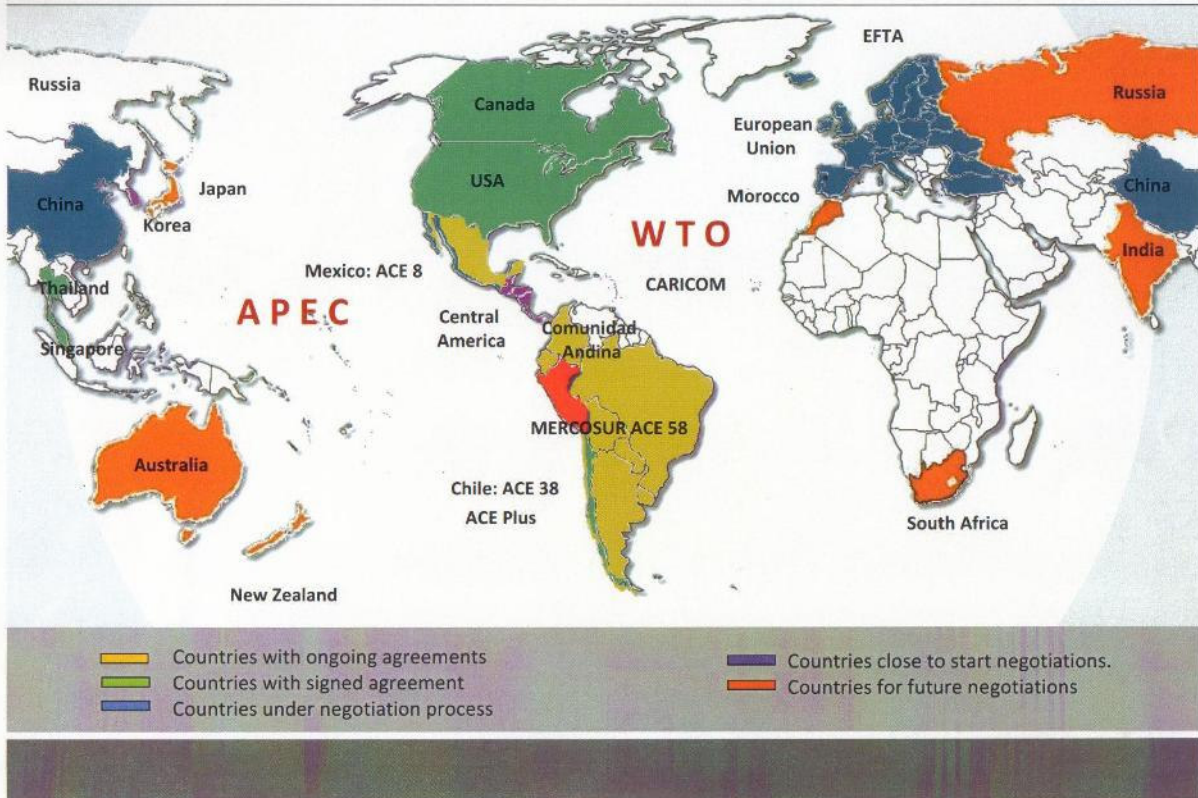 EFTA
Russia
Canada
Russia
European
Union
USA
Japan
China
Korea
Morocco
China
WTO
India
Mexico: ACE 8
CARICOM
Thailand
APEC
Central
America
Comunidad
Andina
Singapore
MERCOSUR ACE 58
Australia
Chile: ACE 38
ACE Plus
South Africa
New Zealand
Countries with ongoing agreements
Countries with signed agreement
Countries under negotiation process
Countries close to start negotiations.
Countries for future negotiations